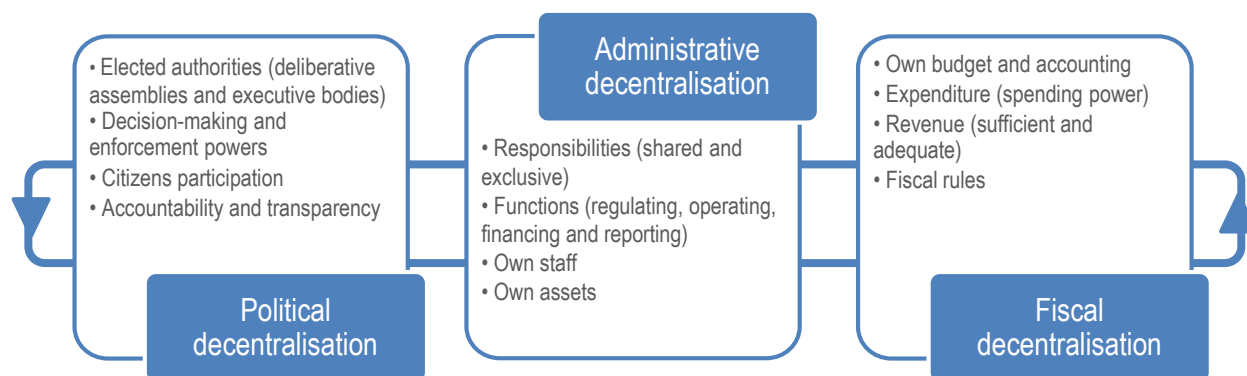 • Elected authorities (deliberative
assemblies and executive bodies)
• Decision-making and
enforcement powers
• Citizens participation
• Accountability and transparency
Political
decentralisation
Administrative
decentralisation
• Responsibilities (shared and
exclusive)
• Functions (regulating, operating,
financing and reporting)
• Own staff
• Own assets
• Own budget and accounting
• Expenditure (spending power)
• Revenue (sufficient and
adequate)
• Fiscal rules
Fiscal
decentralisation